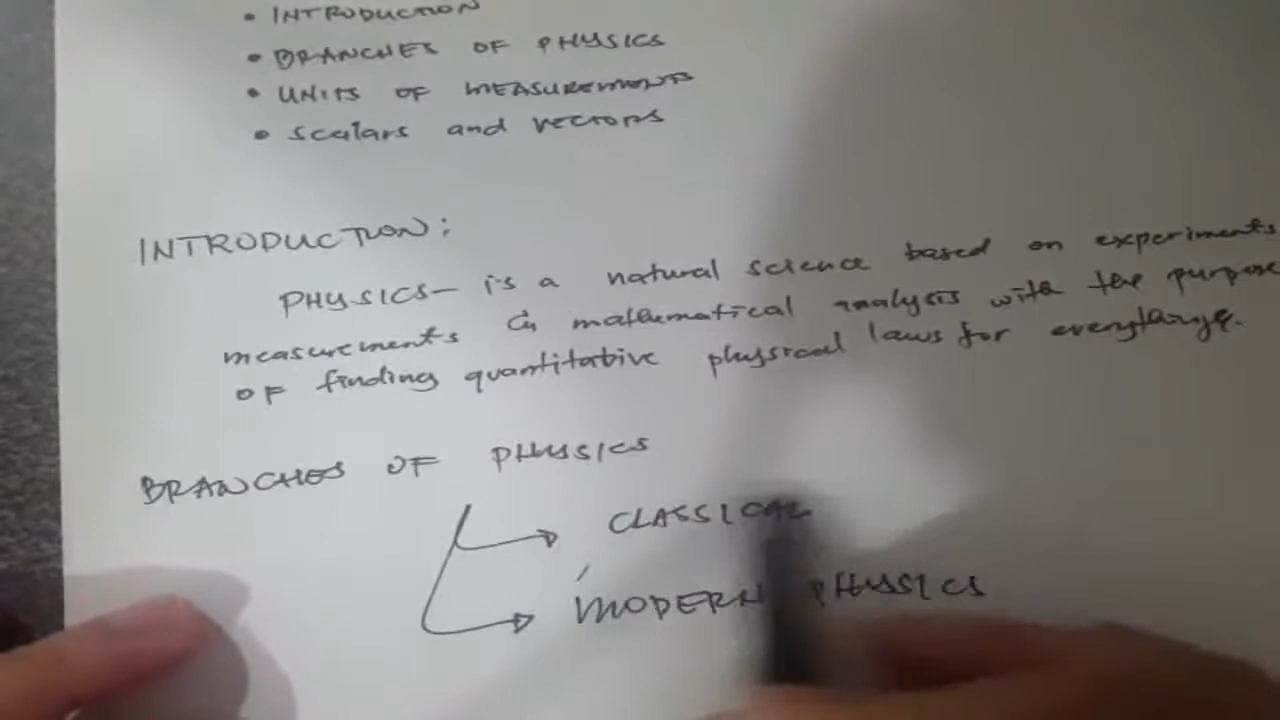 • INTRODUCTION
• BRANCHES OF PHYSICS
• UNITS OF MEASUREMENTS
• Scalars and vectors
INTRODUCTION:
PHYSICS- is a natural science based on experiments
measurements & mathematical analysis with the purpose
of finding quantitative physical laws for
BRANCHES OF PHYSICS
CLASSICAL
MODERN PHYSICS